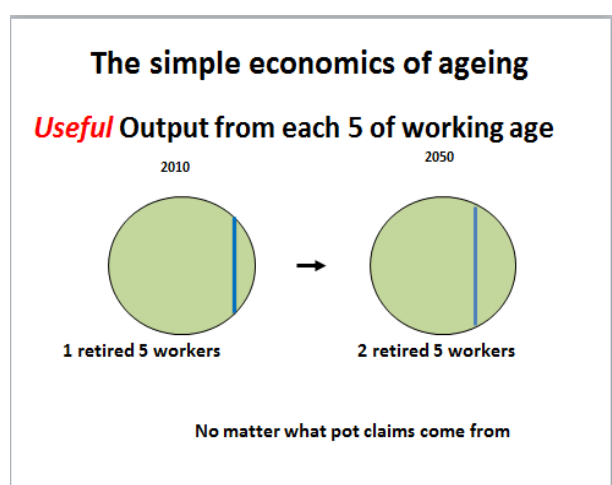 The simple economics of ageing
Useful Output from each 5 of working age
2010
2050
1 retired 5 workers
2 retired 5 workers
No matter what pot claims come from